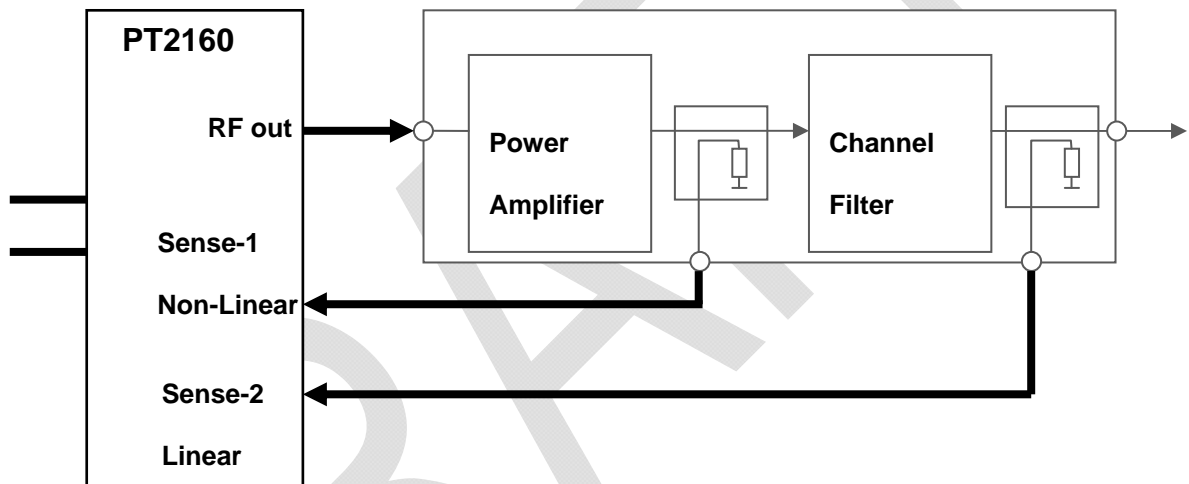 PT2160
RF out
Power
Amplifier
Channel
Filter
Sense-1
Non-Linear
Sense-2
Linear